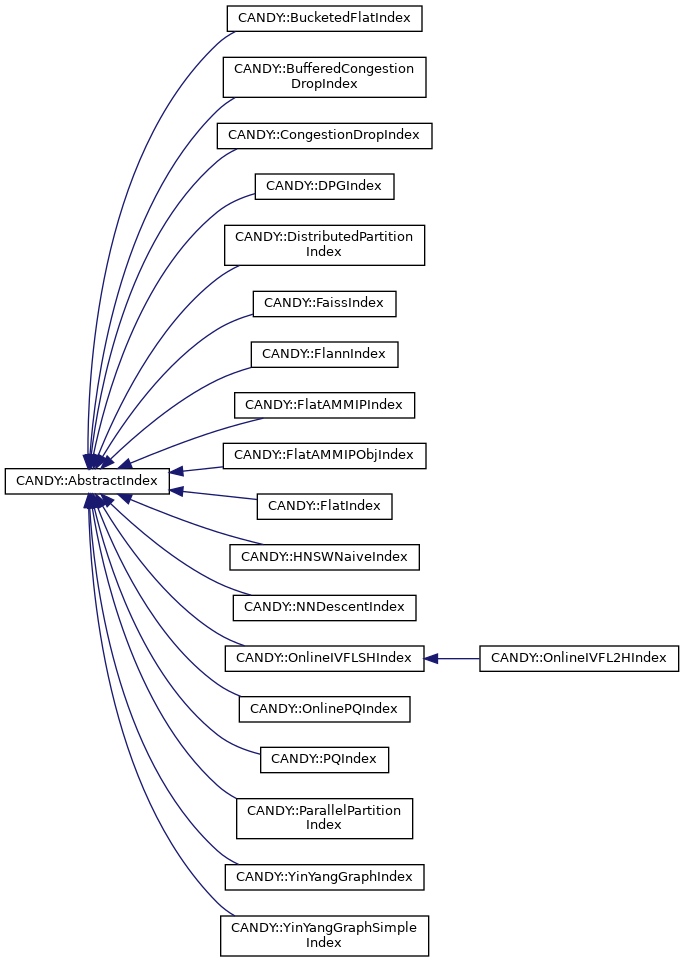 CANDY::BucketedFlatIndex
CANDY::BufferedCongestion
DropIndex
CANDY::CongestionDropIndex
CANDY::DPGIndex
CANDY::DistributedPartition
Index
CANDY::FaissIndex
CANDY::FlannIndex
CANDY::FlatAMMIPIndex
CANDY::FlatAMMIPObjIndex
CANDY::AbstractIndex
CANDY::FlatIndex
CANDY::HNSWNaiveIndex
CANDY::NNDescentIndex
CANDY::OnlineIVFLSHIndex
CANDY::OnlineIVFL2HIndex
CANDY::OnlinePQIndex
CANDY::PQIndex
CANDY::ParallelPartition
Index
CANDY::YinYangGraphIndex
CANDY::YinYangGraphSimple
Index